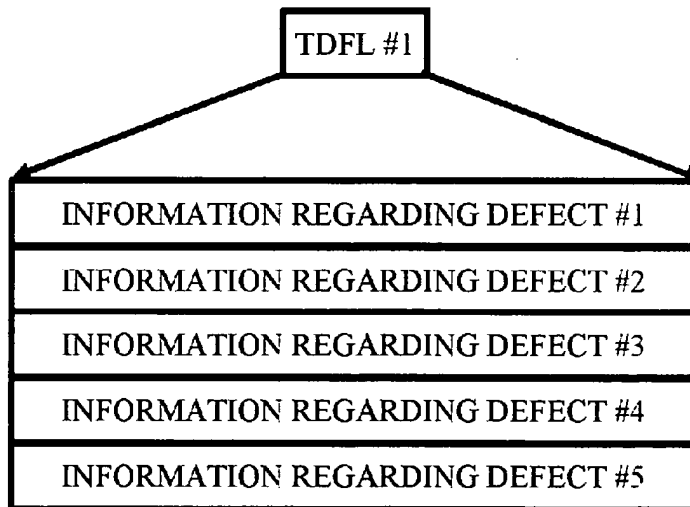 TDFL #1
INFORMATION REGARDING DEFECT #1
INFORMATION REGARDING DEFECT #2
INFORMATION REGARDING DEFECT #3
INFORMATION REGARDING DEFECT #4
INFORMATION REGARDING DEFECT #5